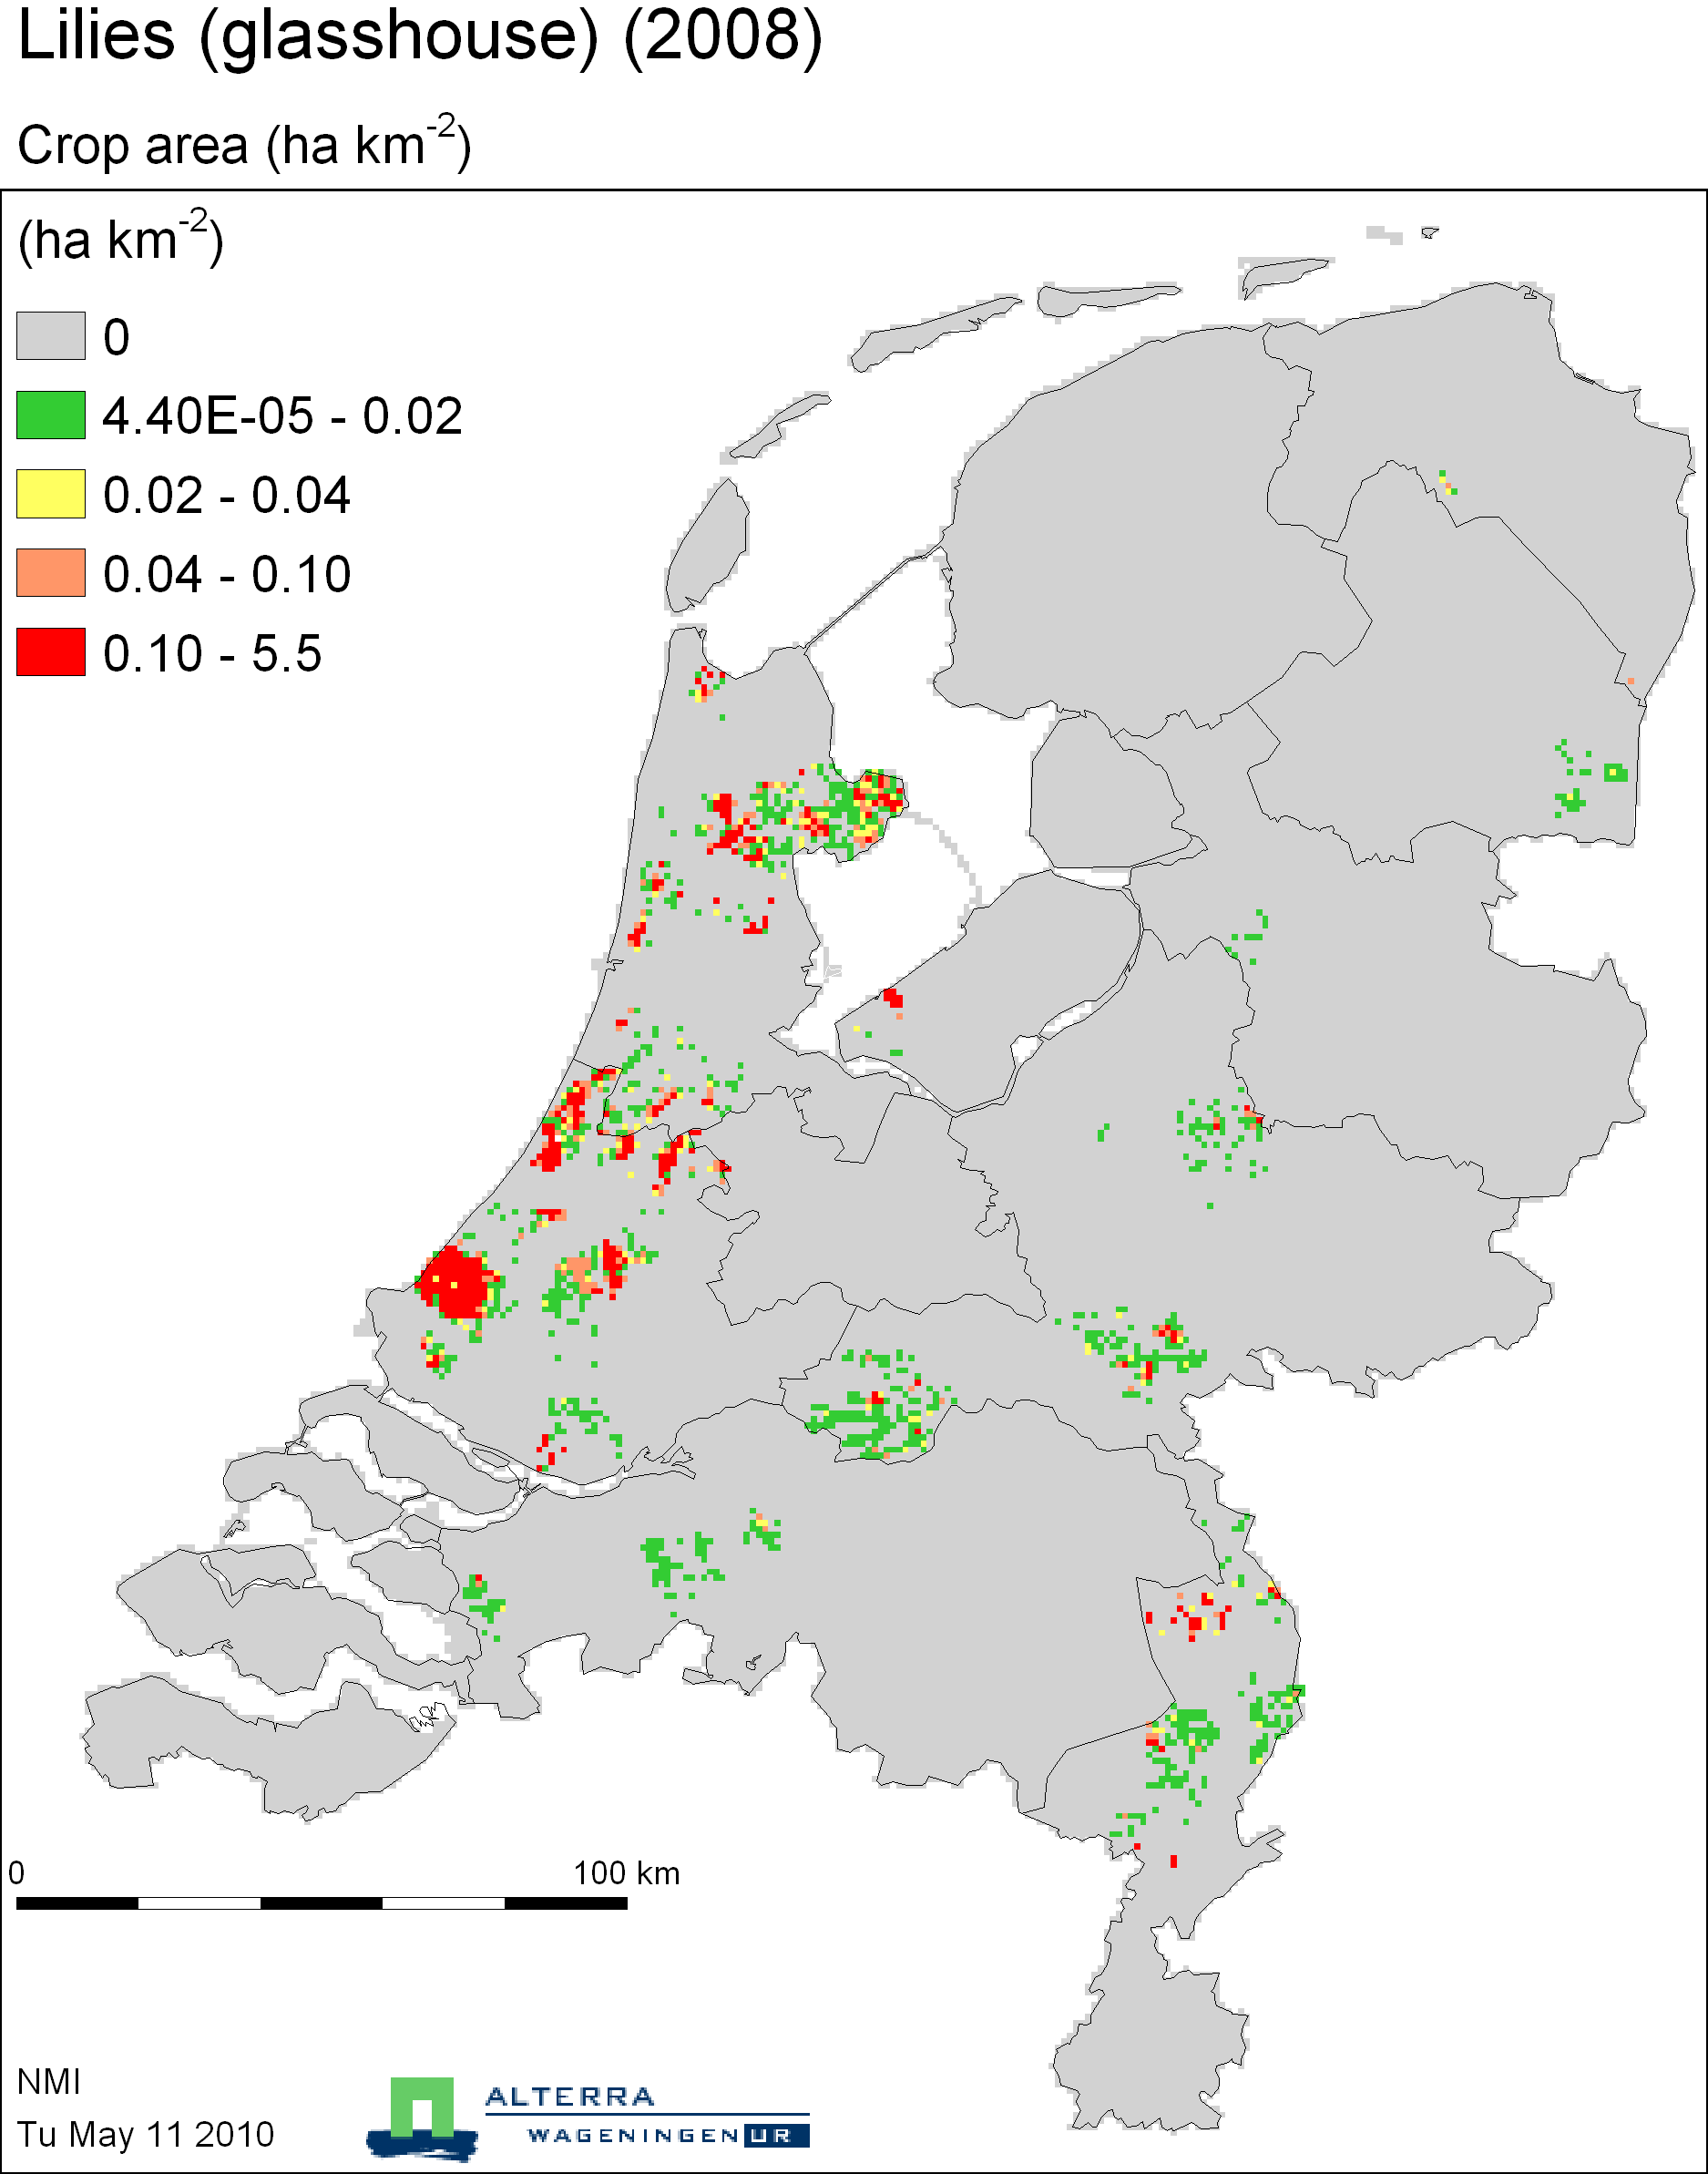 Lilies (glasshouse) (2008)
Crop area (ha km-2)
(ha km-2)
0
4.40E-05 - 0.02
0.02 - 0.04
0.04 - 0.10
0.10 - 5.5
0 100 km
NMI
Tu May 11 2010
ALTERRA
WAGENINGEN UR